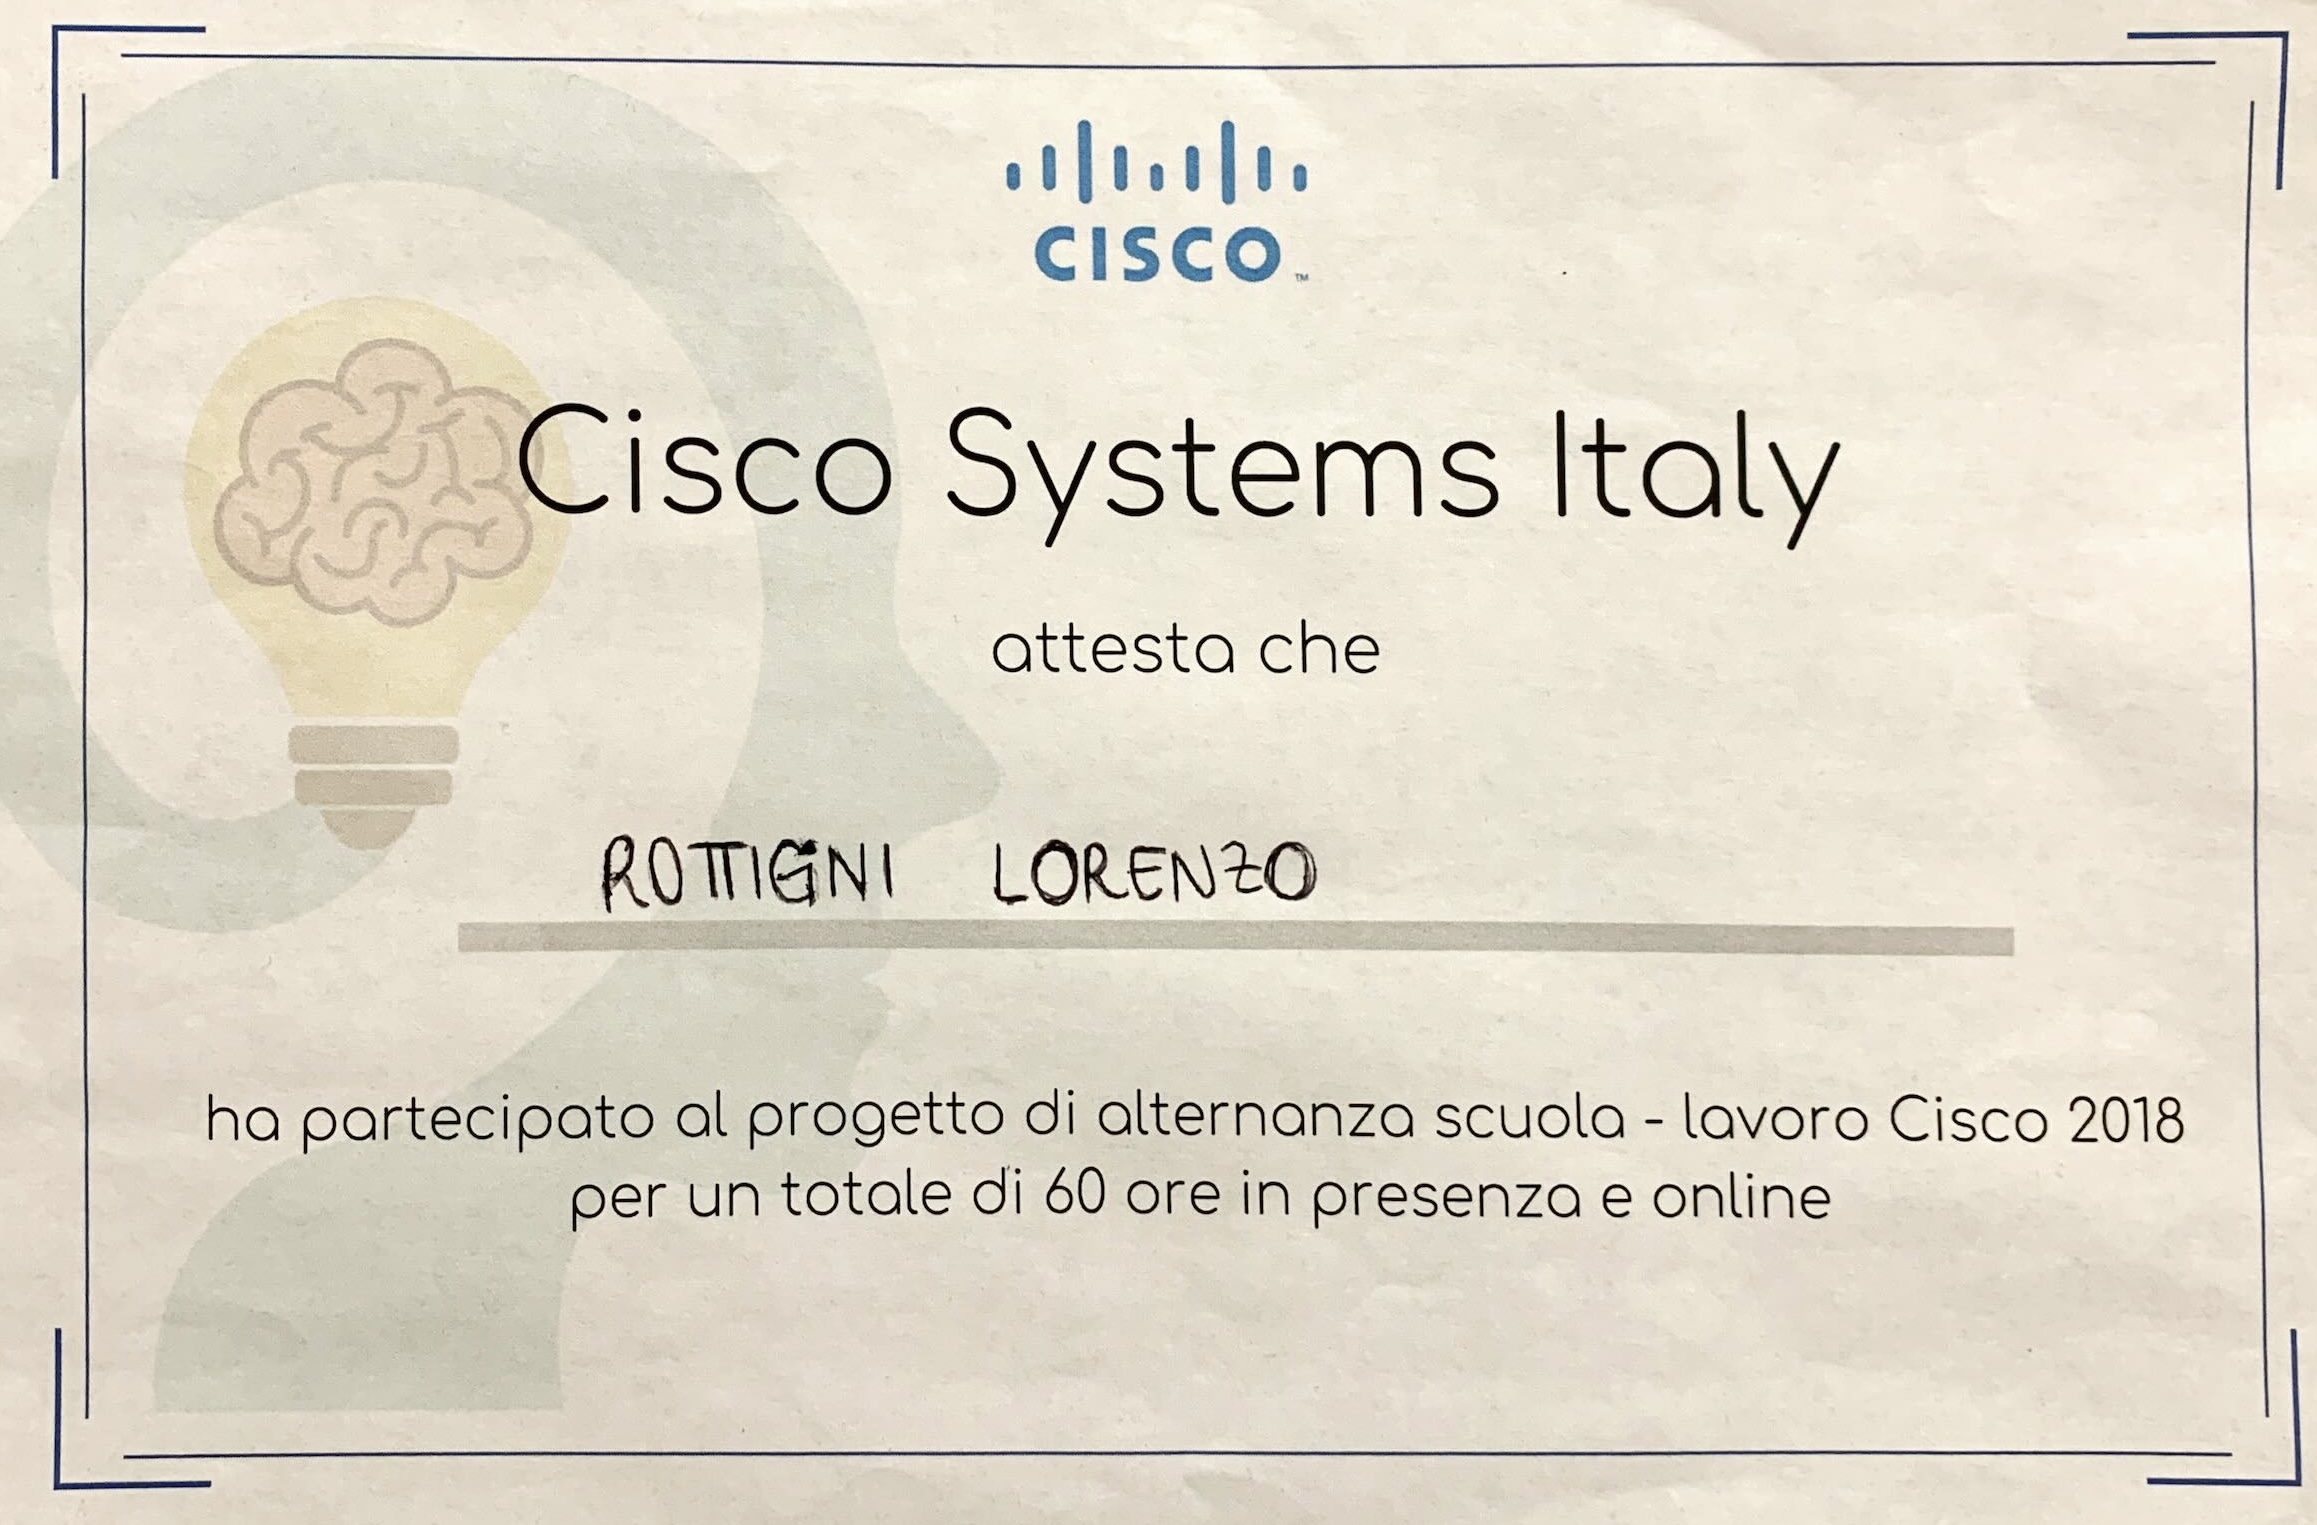 CISCO™
Cisco Systems Italy
attesta che
ROTTIGNI LORENZO
ha partecipato al progetto di alternanza scuola - lavoro Cisco 2018
per un totale di 60 ore in presenza e online